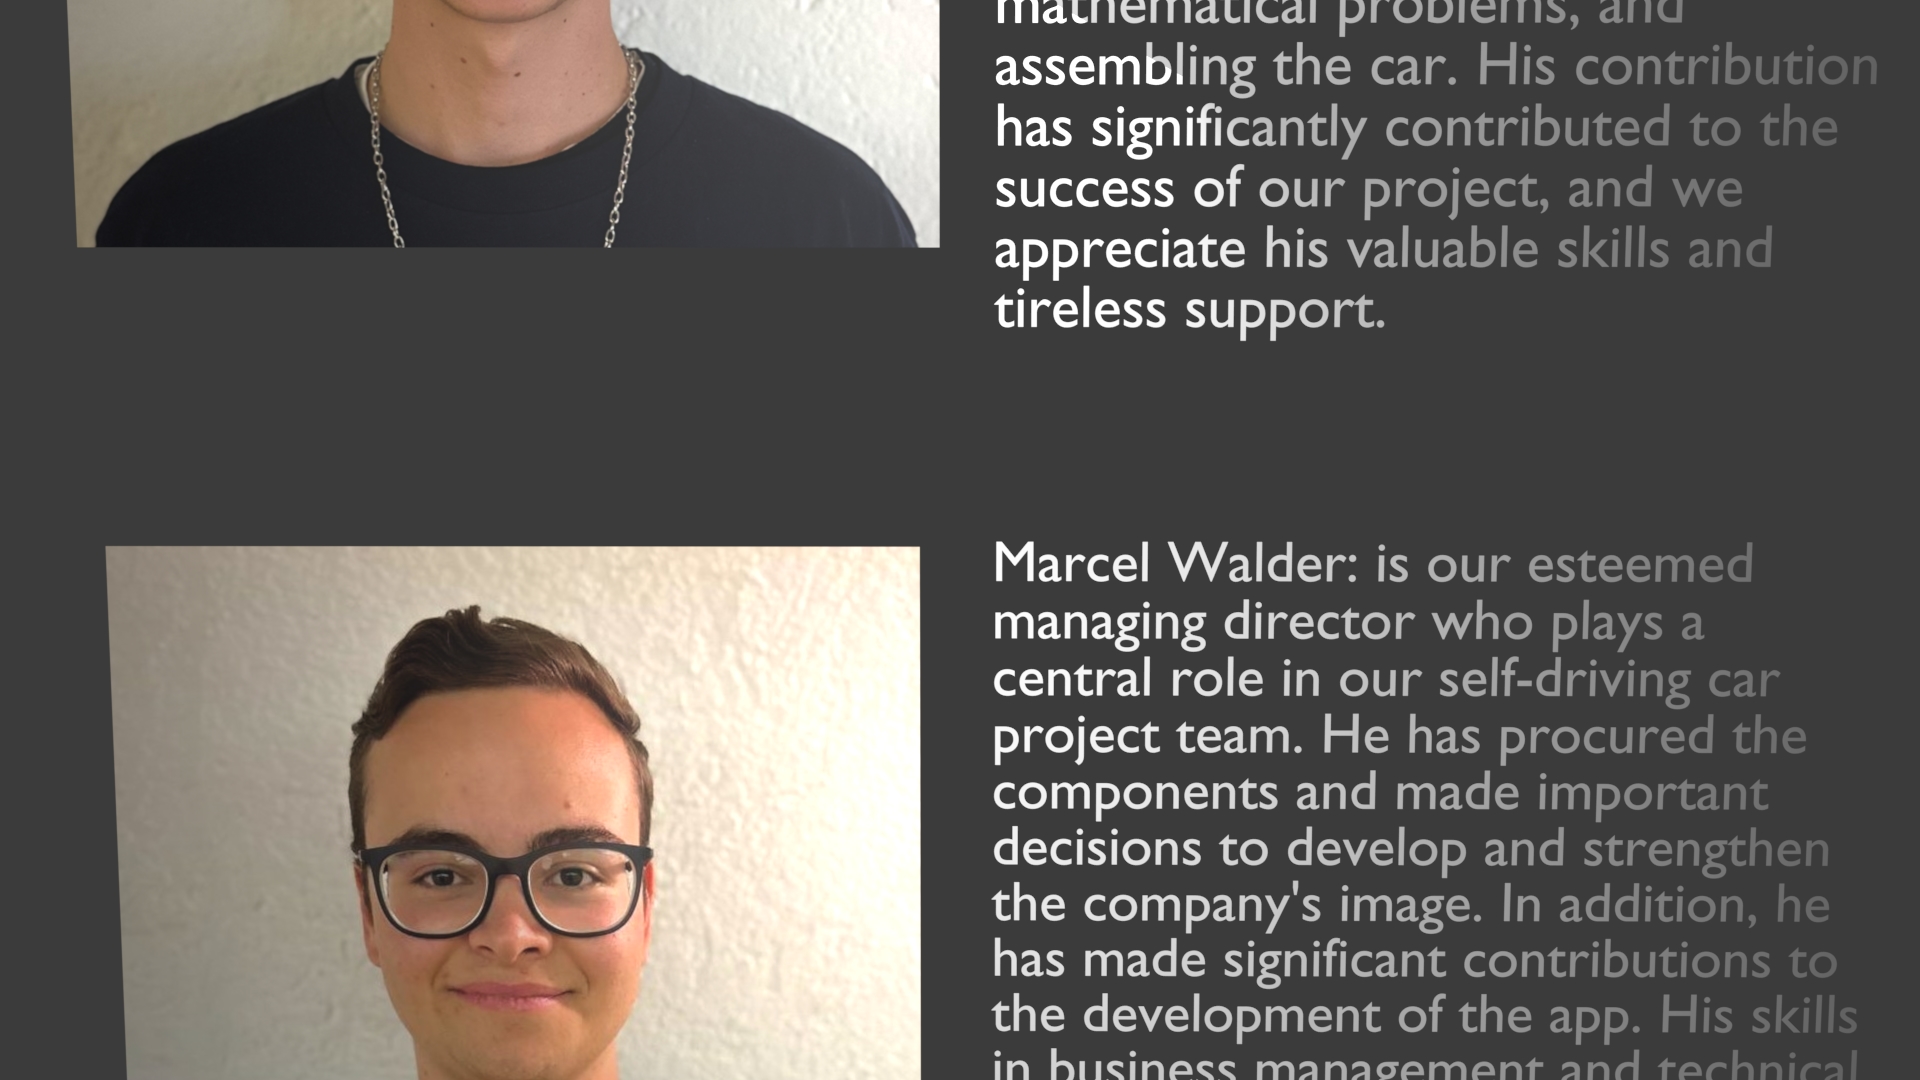 mathematical problems, and
assembling the car. His contribution
has significantly contributed to the
success of our project, and we
appreciate his valuable skills and
tireless support.
Marcel Walder: is our esteemed
managing director who plays a
central role in our self-driving car
project team. He has procured the
components and made important
decisions to develop and strengthen
the company's image. In addition, he
has made significant contributions to
the development of the app. His skills
in business management and technical